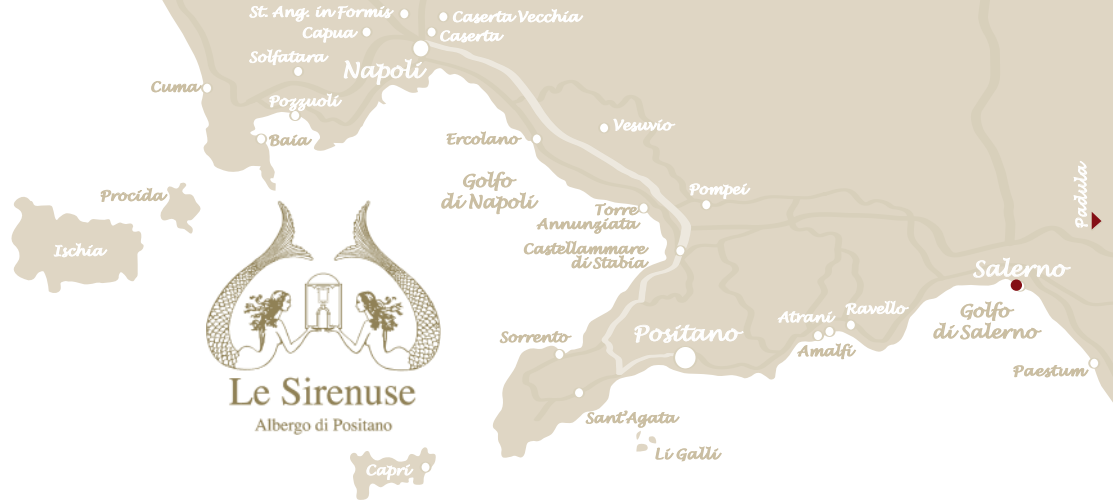 St. Ang. in Formis
Caserta Vecchia
Capua
Caserta
Solfatara
Napoli
Cuma
Pozzuoli
Vesuvio
Baia
Ercolano
Procida
Golfo
di Napoli
Pompei
Padula
Torre
Annunziata
Ischia
Castellammare
di Stabia
Salerno
Golfo
di Salerno
Ravello
Atrani
Amalfi
Positano
Sorrento
Paestum
Le Sirenuse
Albergo di Positano
Sant'Agata
Li Galli
Capri